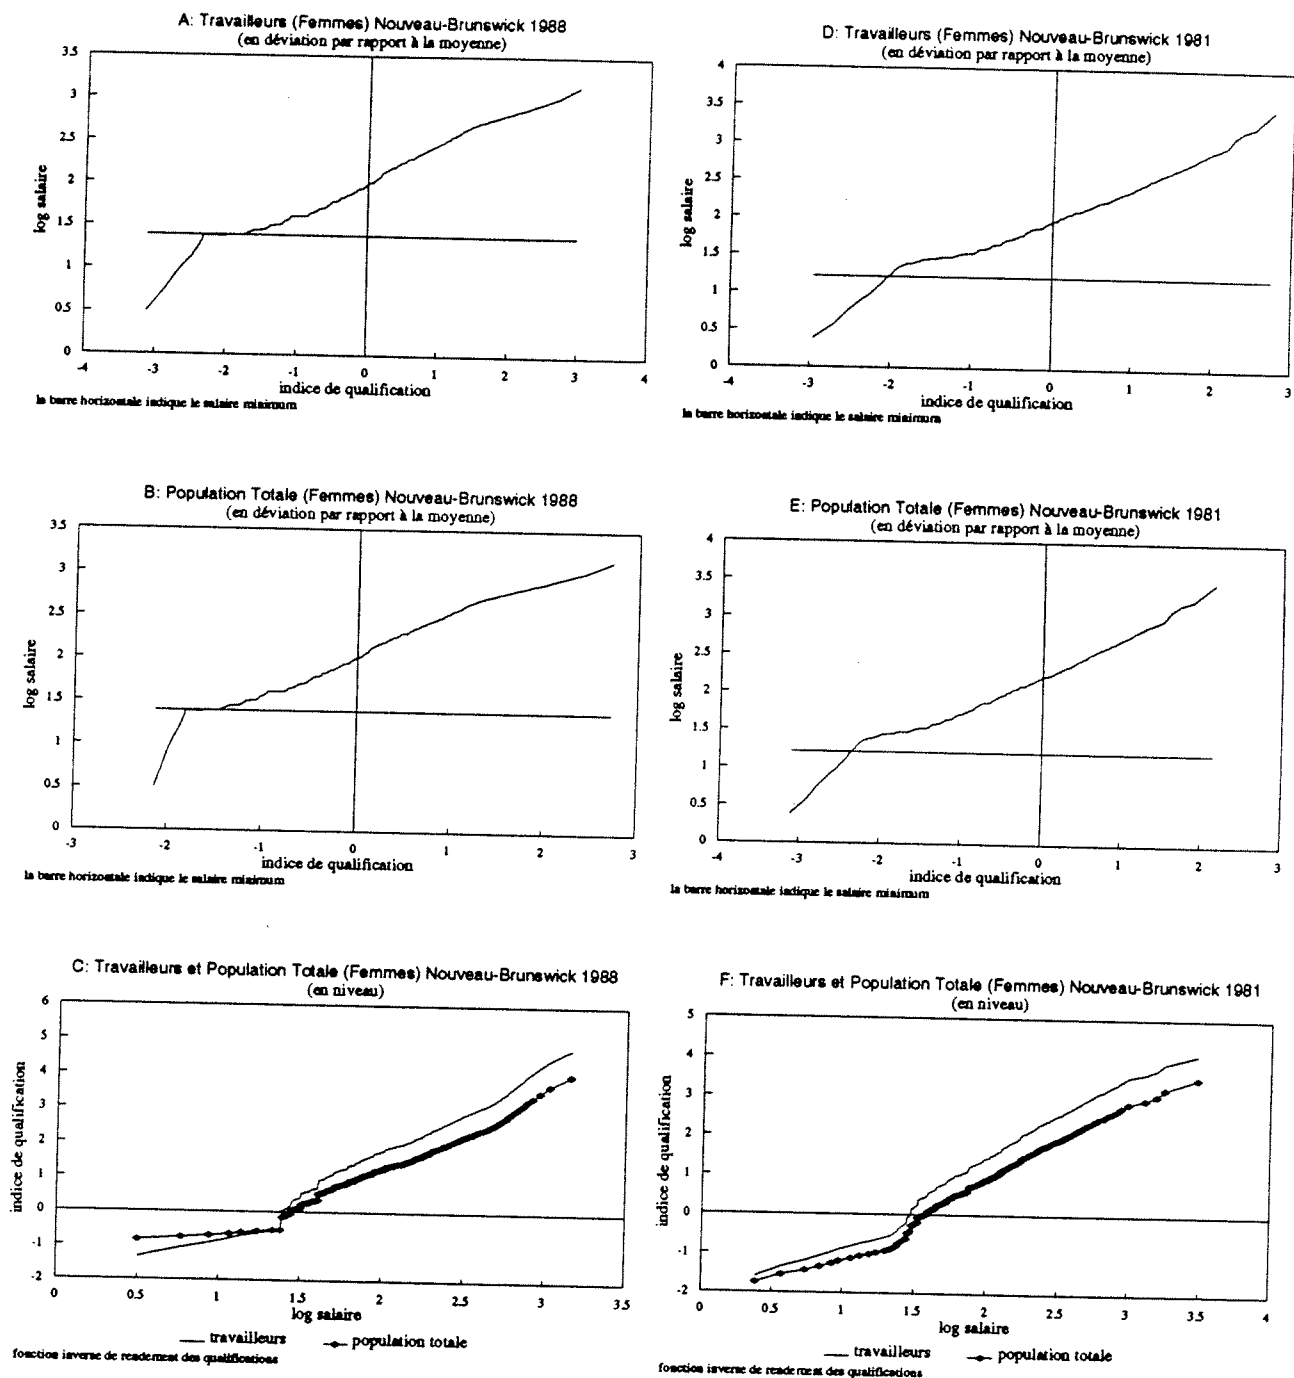 A: Travailleurs (Femmes) Nouveau-Brunswick 1988
(en déviation par rapport à la moyenne)
3.5
3
2.5
2
1.5
1
0.5
0
log salaire
-4 -3 -2 -1 0 1 2 3 4
indice de qualification
la barre horizontale indique le salaire minimum
D: Travailleurs (Femmes) Nouveau-Brunswick 1981
(en déviation par rapport à la moyenne)
4
3.5
3
2.5
2
1.5
1
0.5
0
log salaire
-4 -3 -2 -1 0 1 2 3
indice de qualification
la barre horizontale indique le salaire minimum
B: Population Totale (Femmes) Nouveau-Brunswick 1988
(en déviation par rapport à la moyenne)
3.5
3
2.5
2
1.5
1
0.5
0
log salaire
-3 -2 -1 0 1 2 3
indice de qualification
la barre horizontale indique le salaire minimum
E: Population Totale (Femmes) Nouveau-Brunswick 1981
(en déviation par rapport à la moyenne)
4
3.5
3
2.5
2
1.5
1
0.5
0
log salaire
-4 -3 -2 -1 0 1 2 3
indice de qualification
la barre horizontale indique le salaire minimum
C: Travailleurs et Population Totale (Femmes) Nouveau-Brunswick 1988
(en niveau)
6
5
4
3
2
1
0
-1
-2
indice de qualification
0 0.5 1 1.5 2 2.5 3 3.5
log salaire
travailleurs population totale
fonction inverse de rendement des qualifications
F: Travailleurs et Population Totale (Femmes) Nouveau-Brunswick 1981
(en niveau)
5
4
3
2
1
0
-1
-2
indice de qualification
0 0.5 1 1.5 2 2.5 3 3.5 4
log salaire
travailleurs population totale
fonction inverse de rendement des qualifications